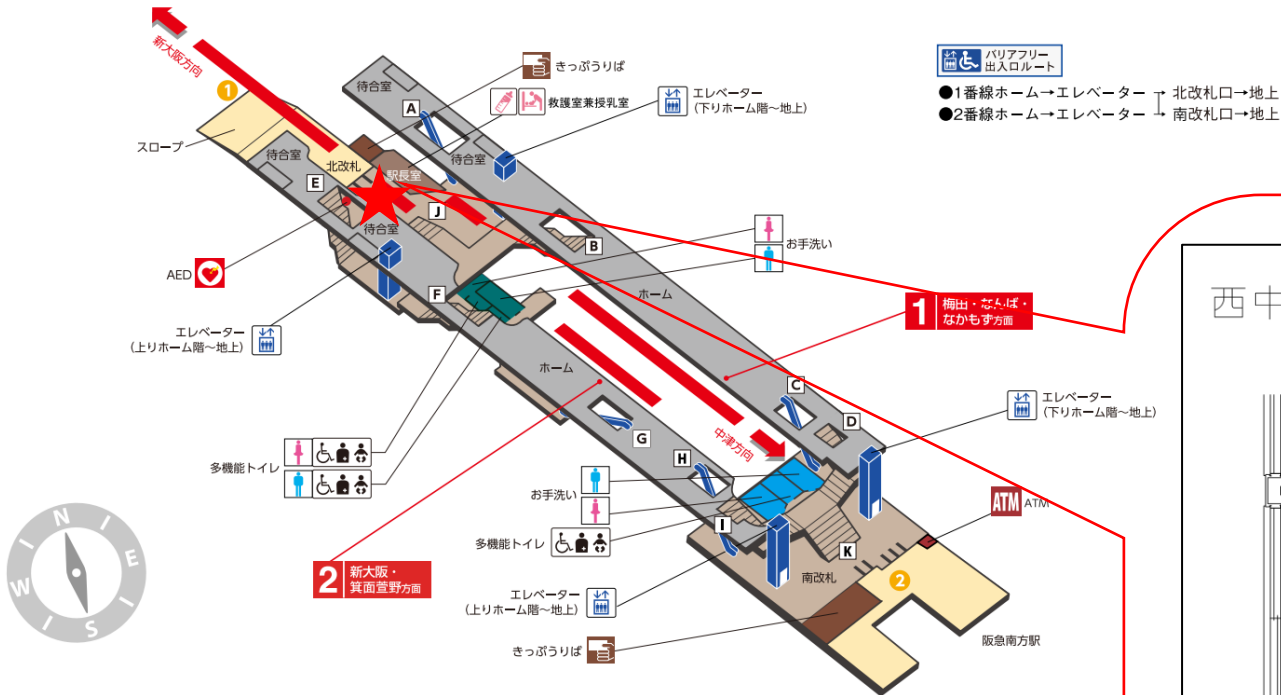 新大阪方向
1
スロープ
待合室
E
北改札
駅長室
J
待合室
AED
F
エレベーター
(上りホーム階~地上)
待合室
A
きっぷうりば
救護室兼授乳室
エレベーター
(下りホーム階~地上)
待合室
B
お手洗い
ホーム
1 梅田・なんば・
なかもず方面
バリアフリー
出入口ルート
●1番線ホーム→エレベーター → 北改札口→地上
●2番線ホーム→エレベーター → 南改札口→地上
西中
ホーム
G
H
C
D
中津方向
エレベーター
(下りホーム階~地上)
ATM ATM
多機能トイレ
お手洗い
多機能トイレ
I
K
南改札
2
2 新大阪・
箕面萱野方面
エレベーター
(上りホーム階~地上)
きっぷうりば
阪急南方駅
N
E
S
W